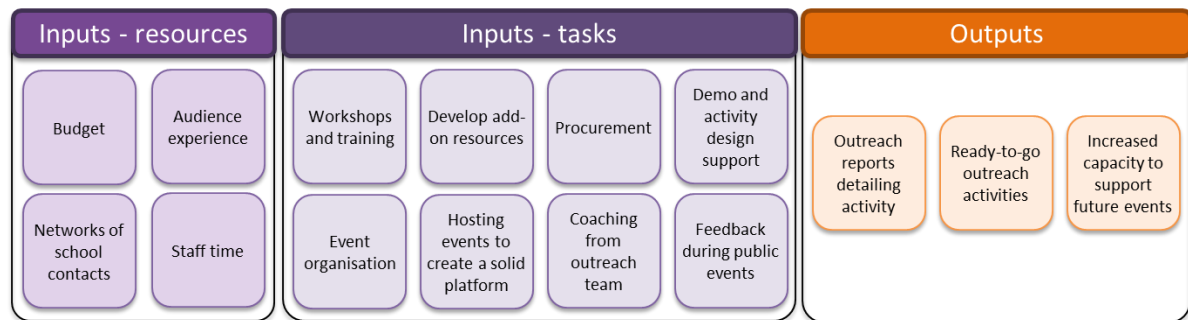 Inputs - resources
Budget
Audience
experience
Networks of
school
contacts
Staff time
Inputs - tasks
Workshops
and training
Develop add-
on resources
Procurement
Demo and
activity
design
support
Event
organisation
Hosting
events to
create a solid
platform
Coaching
from
outreach
team
Feedback
during public
events
Outputs
Outreach
reports
detailing
activity
Ready-to-go
outreach
activities
Increased
capacity to
support
future events